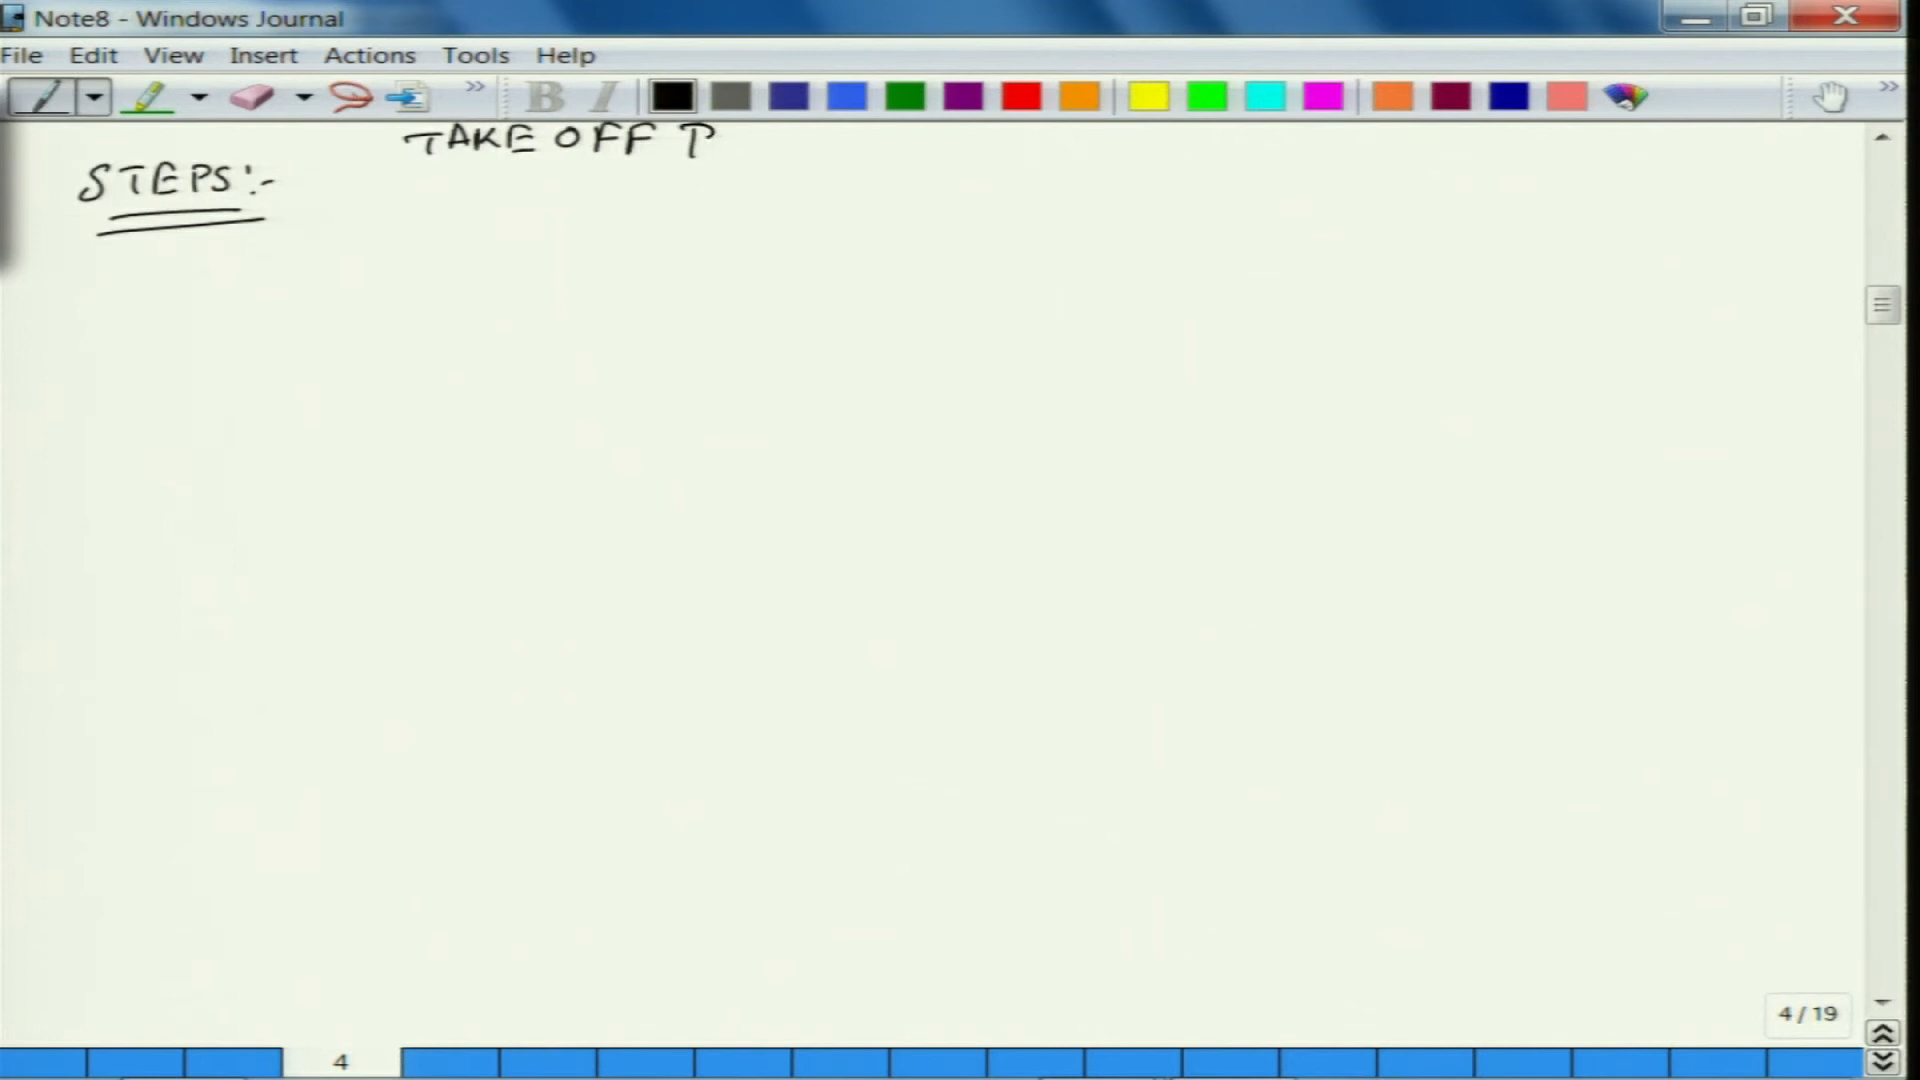 Note8 - Windows Journal
File Edit View Insert Actions Tools Help
B I
TAKE OFF P
STEPS:-
4 / 19
4